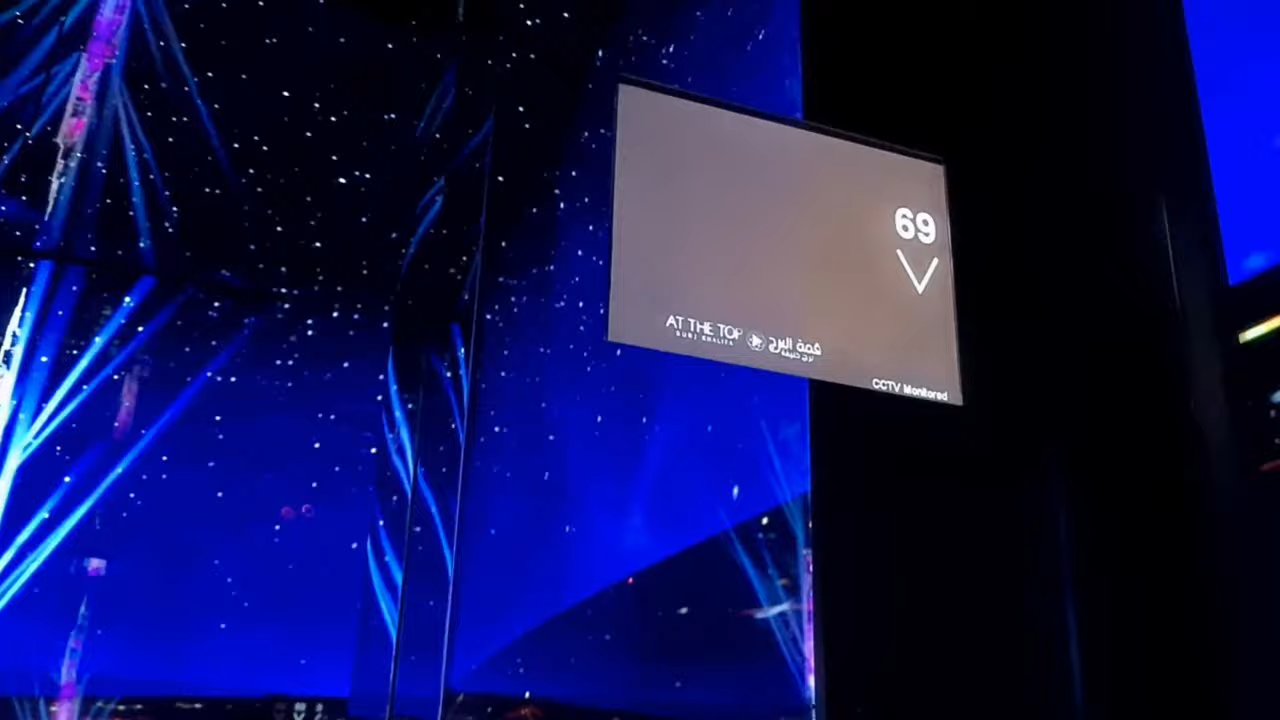 69
AT THE TOP قمة البرج
BURJ KHALIFA برج خليفة
CCTV Monitored